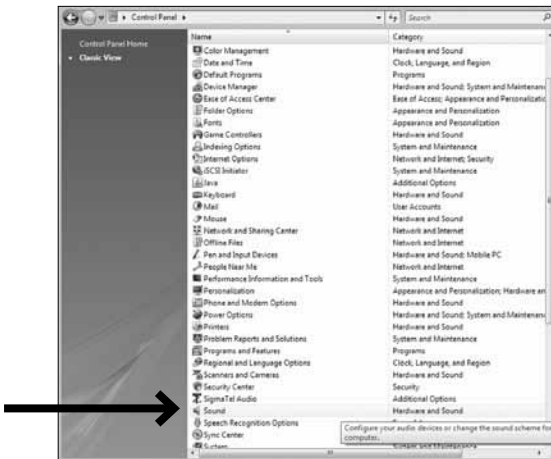 Control Panel
Search
Control Panel Home
Classic View
Name Category
Color Management Hardware and Sound
Date and Time Clock, Language, and Region
Default Programs Programs
Device Manager Hardware and Sound; System and Maintenan
Ease of Access Center Ease of Access; Appearance and Personalizatio
Folder Options Appearance and Personalization
Fonts Appearance and Personalization
Game Controllers Hardware and Sound
Indexing Options System and Maintenance
Internet Options Network and Internet; Security
iSCSI Initiator System and Maintenance
Java Additional Options
Keyboard Hardware and Sound
Mail User Accounts
Mouse Hardware and Sound
Network and Sharing Center Network and Internet
Offline Files Network and Internet
Pen and Input Devices Hardware and Sound; Mobile PC
People Near Me Network and Internet
Performance Information and Tools System and Maintenance
Personalization Appearance and Personalization; Hardware an
Phone and Modem Options Hardware and Sound
Power Options Hardware and Sound; System and Maintenan
Printers Hardware and Sound
Problem Reports and Solutions System and Maintenance
Programs and Features Programs
Regional and Language Options Clock, Language, and Region
Scanners and Cameras Hardware and Sound
Security Center Security
SigmaTel Audio Additional Options
Sound Hardware and Sound
Speech Recognition Options
Configure your audio devices or change the sound scheme for
Sync Center
computer.
System System and Maintenance